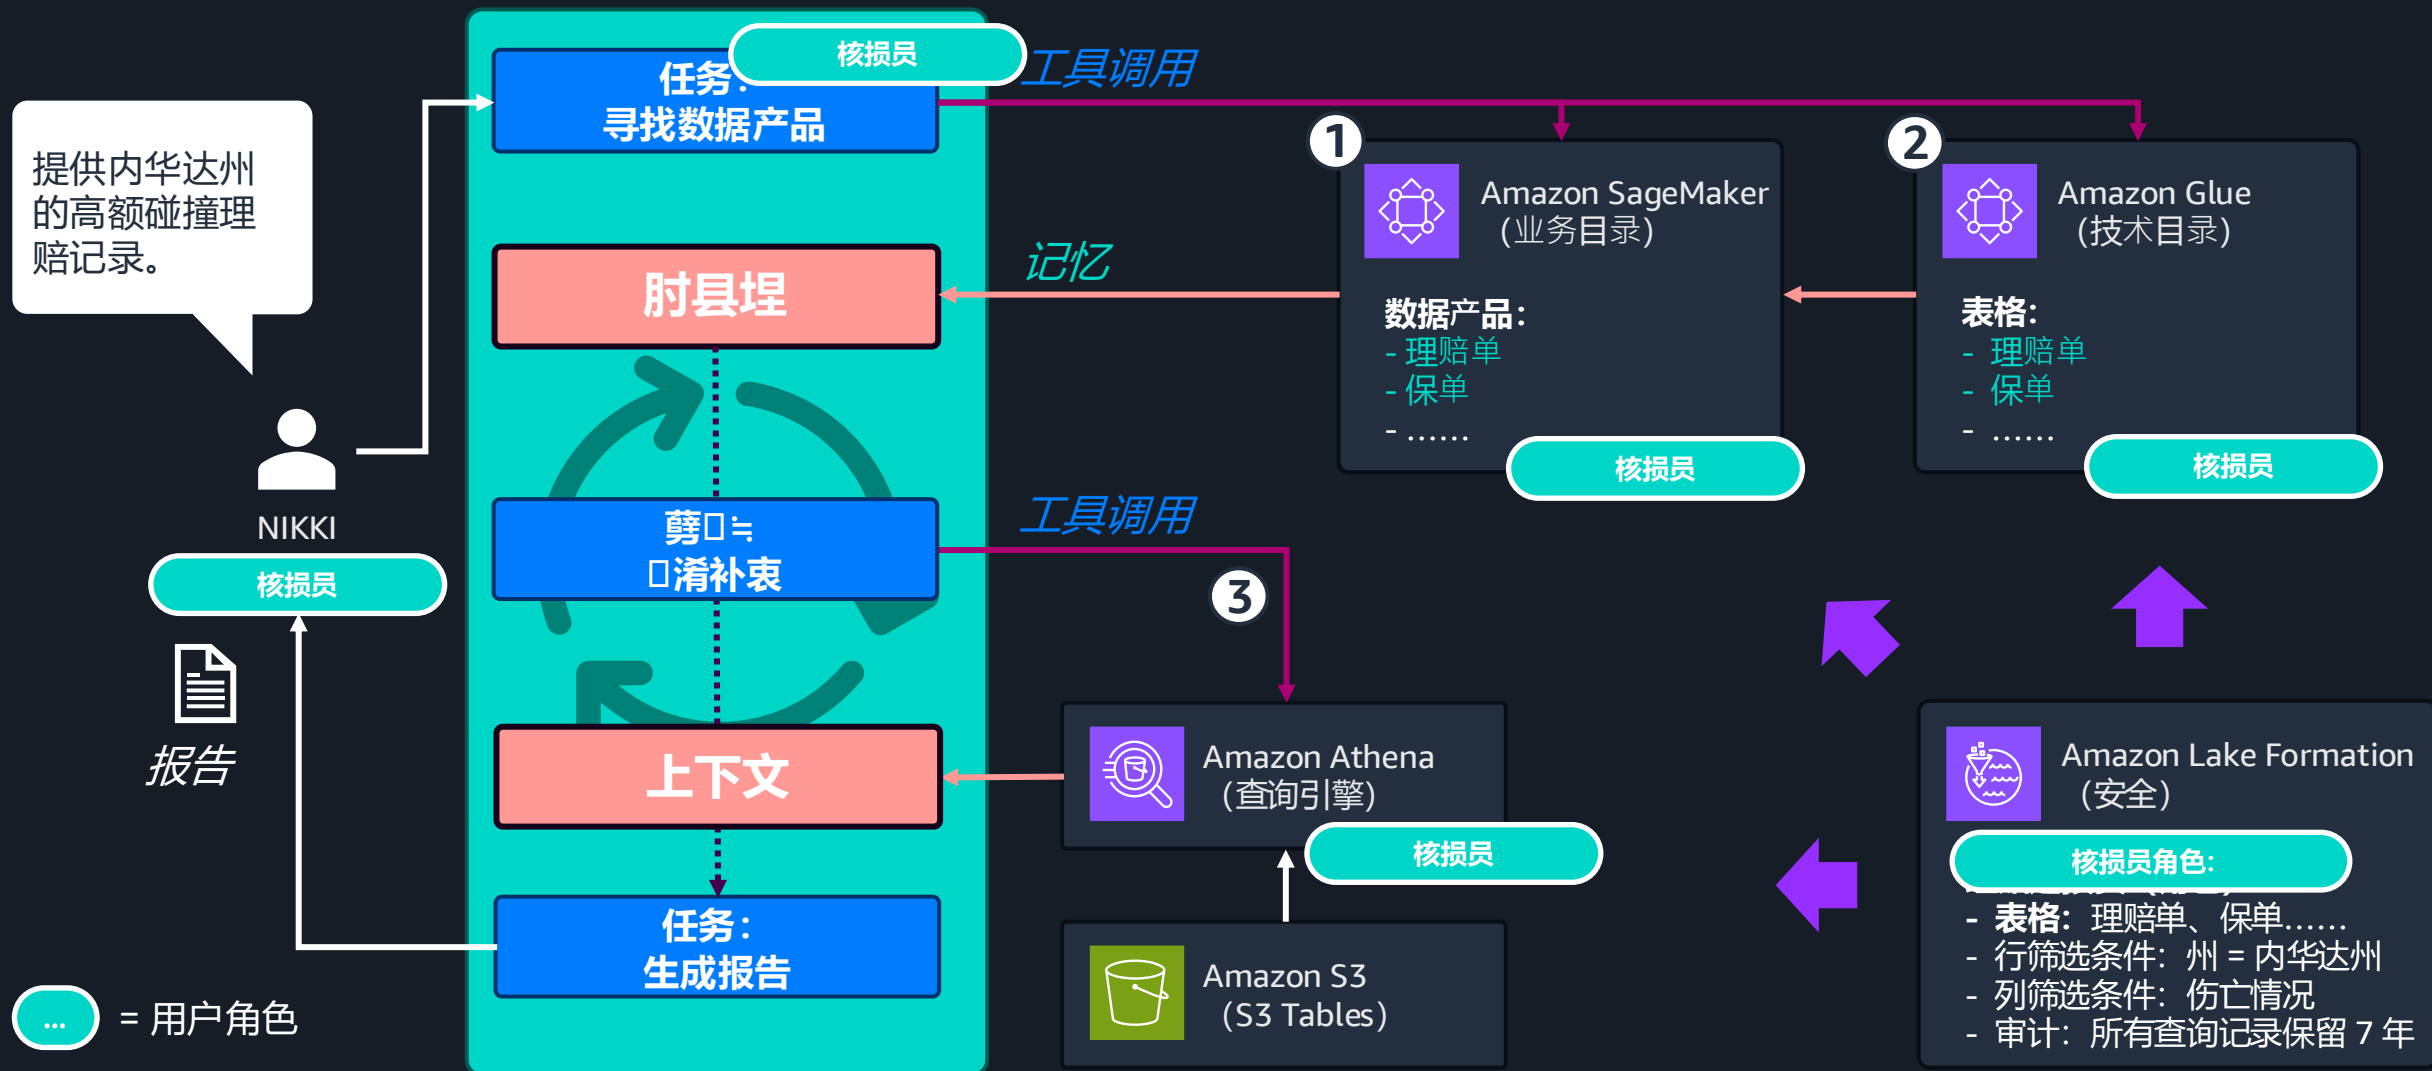 提供内华达州
的高额碰撞理
赔记录。
NIKKI
核损员
报告
...
= 用户角色
核损员
任务：
寻找数据产品
工具调用
记忆
肘县埕
工具调用
上下文
任务：
生成报告
1
Amazon SageMaker
（业务目录）
数据产品：
- 理赔单
- 保单
- ……
核损员
2
Amazon Glue
（技术目录）
表格：
- 理赔单
- 保单
- ……
核损员
3
Amazon Athena
（查询引擎）
核损员
Amazon S3
（S3 Tables）
Amazon Lake Formation
（安全）
核损员角色：
- 表格：理赔单、保单……
- 行筛选条件：州 = 内华达州
- 列筛选条件：伤亡情况
- 审计：所有查询记录保留 7 年